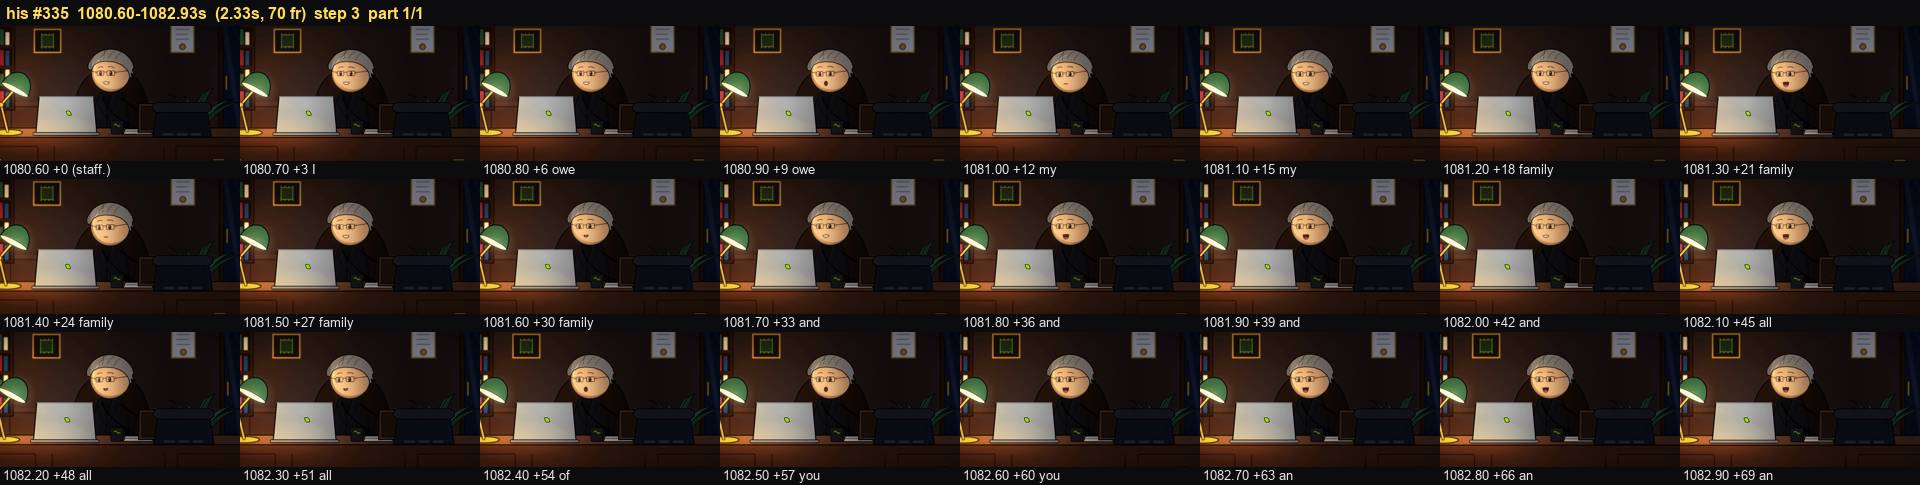 his #335 1080.60-1082.93s (2.33s, 70 fr) step 3 part 1/1
1080.60 +0 (staff.)
1080.70 +3 I
1080.80 +6 owe
1080.90 +9 owe
1081.00 +12 my
1081.10 +15 my
1081.20 +18 family
1081.30 +21 family
1081.40 +24 family
1081.50 +27 family
1081.60 +30 family
1081.70 +33 and
1081.80 +36 and
1081.90 +39 and
1082.00 +42 and
1082.10 +45 all
1082.20 +48 all
1082.30 +51 all
1082.40 +54 of
1082.50 +57 you
1082.60 +60 you
1082.70 +63 an
1082.80 +66 an
1082.90 +69 an